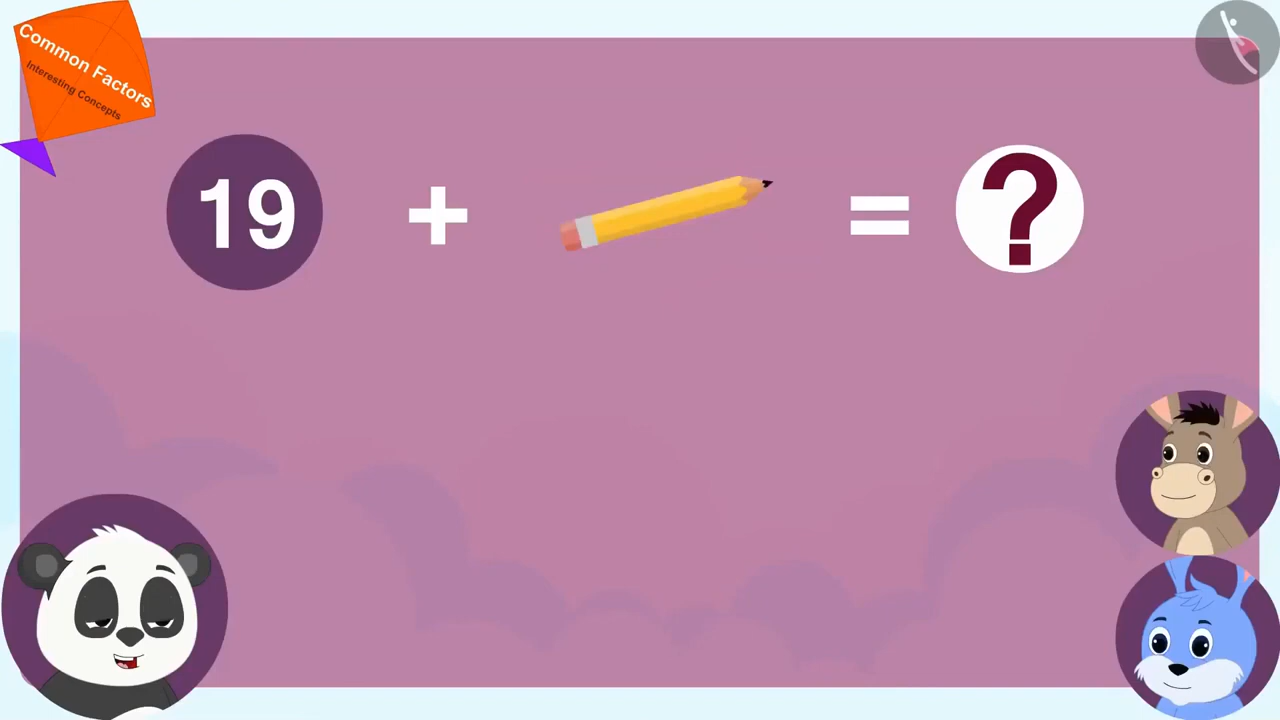 Common Factors
Interesting Concepts
19 + = ?